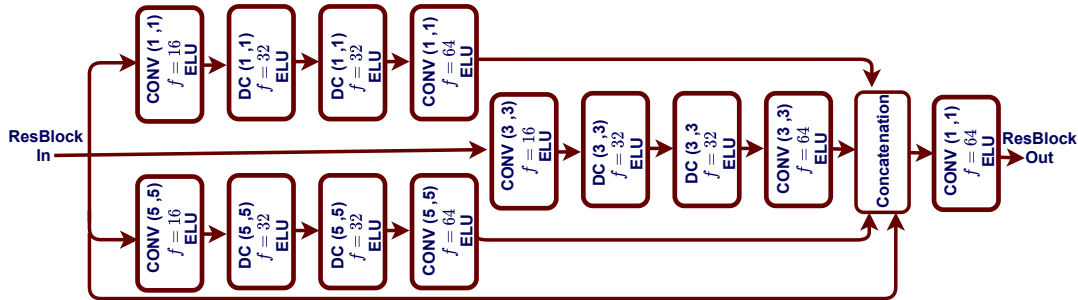 CONV (1 ,1)
f = 16
ELU
DC (1 ,1)
f = 32
ELU
DC (1 ,1)
f = 32
ELU
CONV (1 ,1)
f = 64
ELU
ResBlock
In
CONV (3 ,3)
f = 16
ELU
DC (3 ,3)
f = 32
ELU
DC (3 ,3
f = 32
ELU
CONV (3 ,3)
f = 64
ELU
Concatenation
CONV (1 ,1)
f = 64
ELU
ResBlock
Out
CONV (5 ,5)
f = 16
ELU
DC (5 ,5)
f = 32
ELU
DC (5 ,5)
f = 32
ELU
CONV (5 ,5)
f = 64
ELU